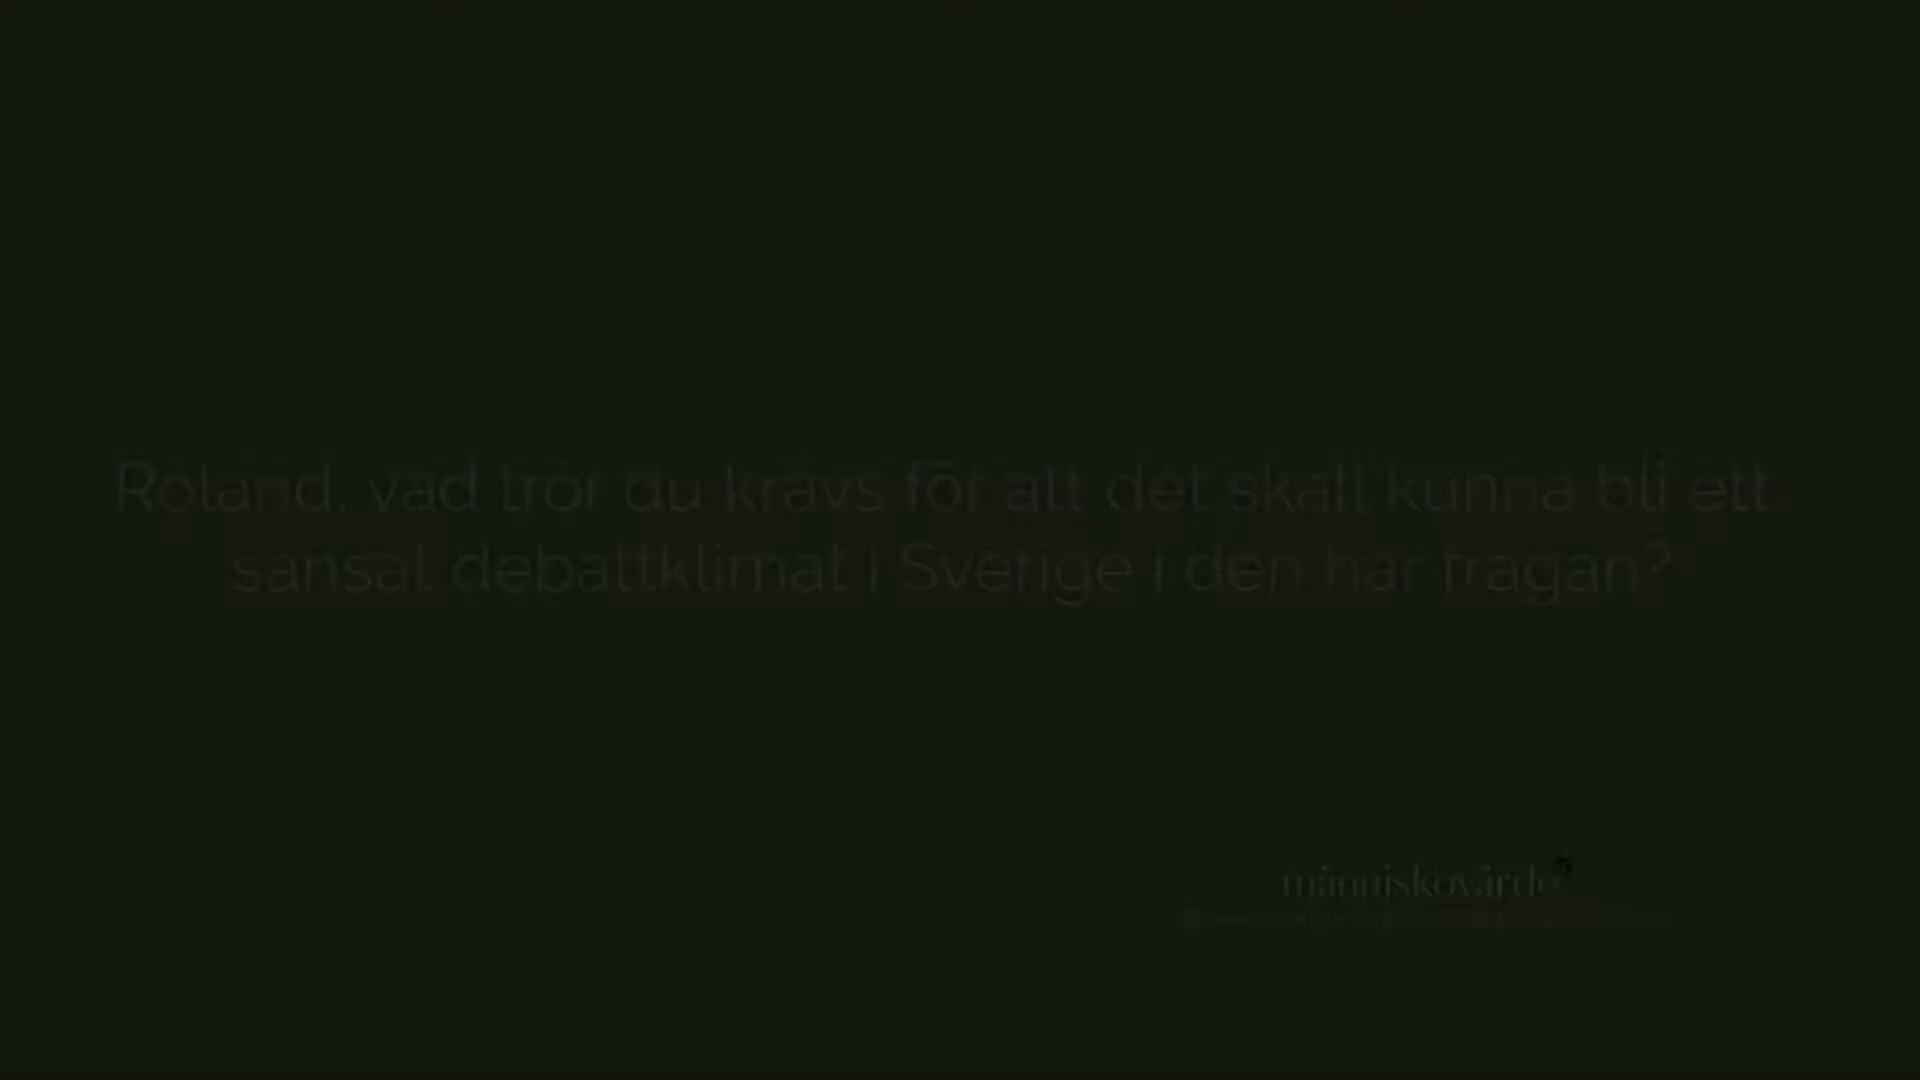 Roland, vad tror du krävs för att det skall kunna bli ett
sansat debattklimat i Sverige i den här frågan?
människovärde